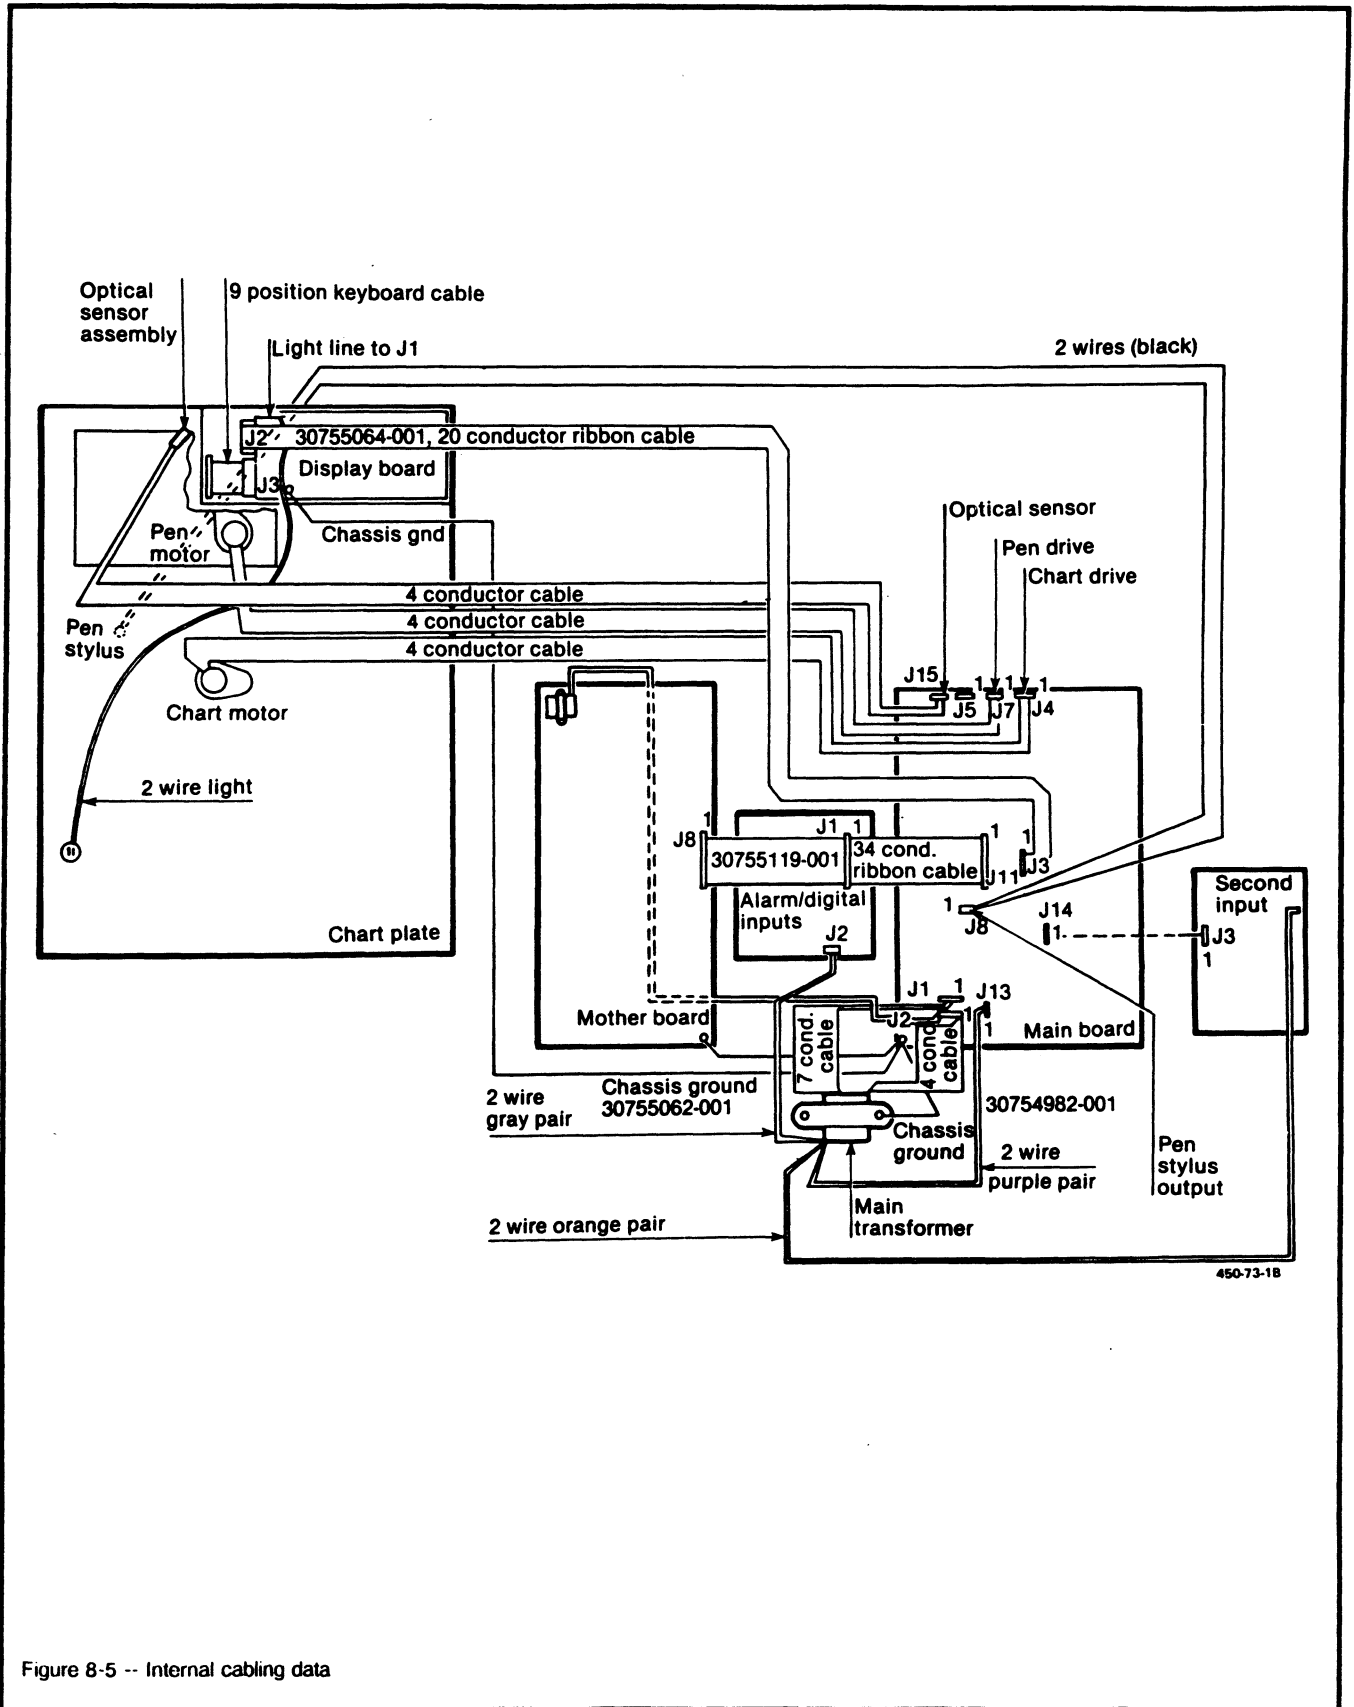 Optical
sensor
assembly
9 position keyboard cable
Light line to J1
2 wires (black)
J2
30755064-001, 20 conductor ribbon cable
Display board
J3
Pen
motor
Chassis gnd
Optical sensor
Pen drive
Chart drive
4 conductor cable
4 conductor cable
4 conductor cable
Pen
stylus
Chart motor
J15
1
1
1
J5
J7
J4
2 wire light
1
J8
J1
1
1
1
30755119-001
34 cond.
ribbon cable
J11
J3
Alarm/digital
inputs
J2
1
J8
J14
1
Second
input
J3
1
Chart plate
J1
1
J13
J2
1
1
Mother board
7 cond.
cable
4 cond
cable
Main board
Chassis ground
30755062-001
2 wire
gray pair
30754982-001
Chassis
ground
2 wire
purple pair
Pen
stylus
output
Main
transformer
2 wire orange pair
450-73-1B
Figure 8-5 -- Internal cabling data